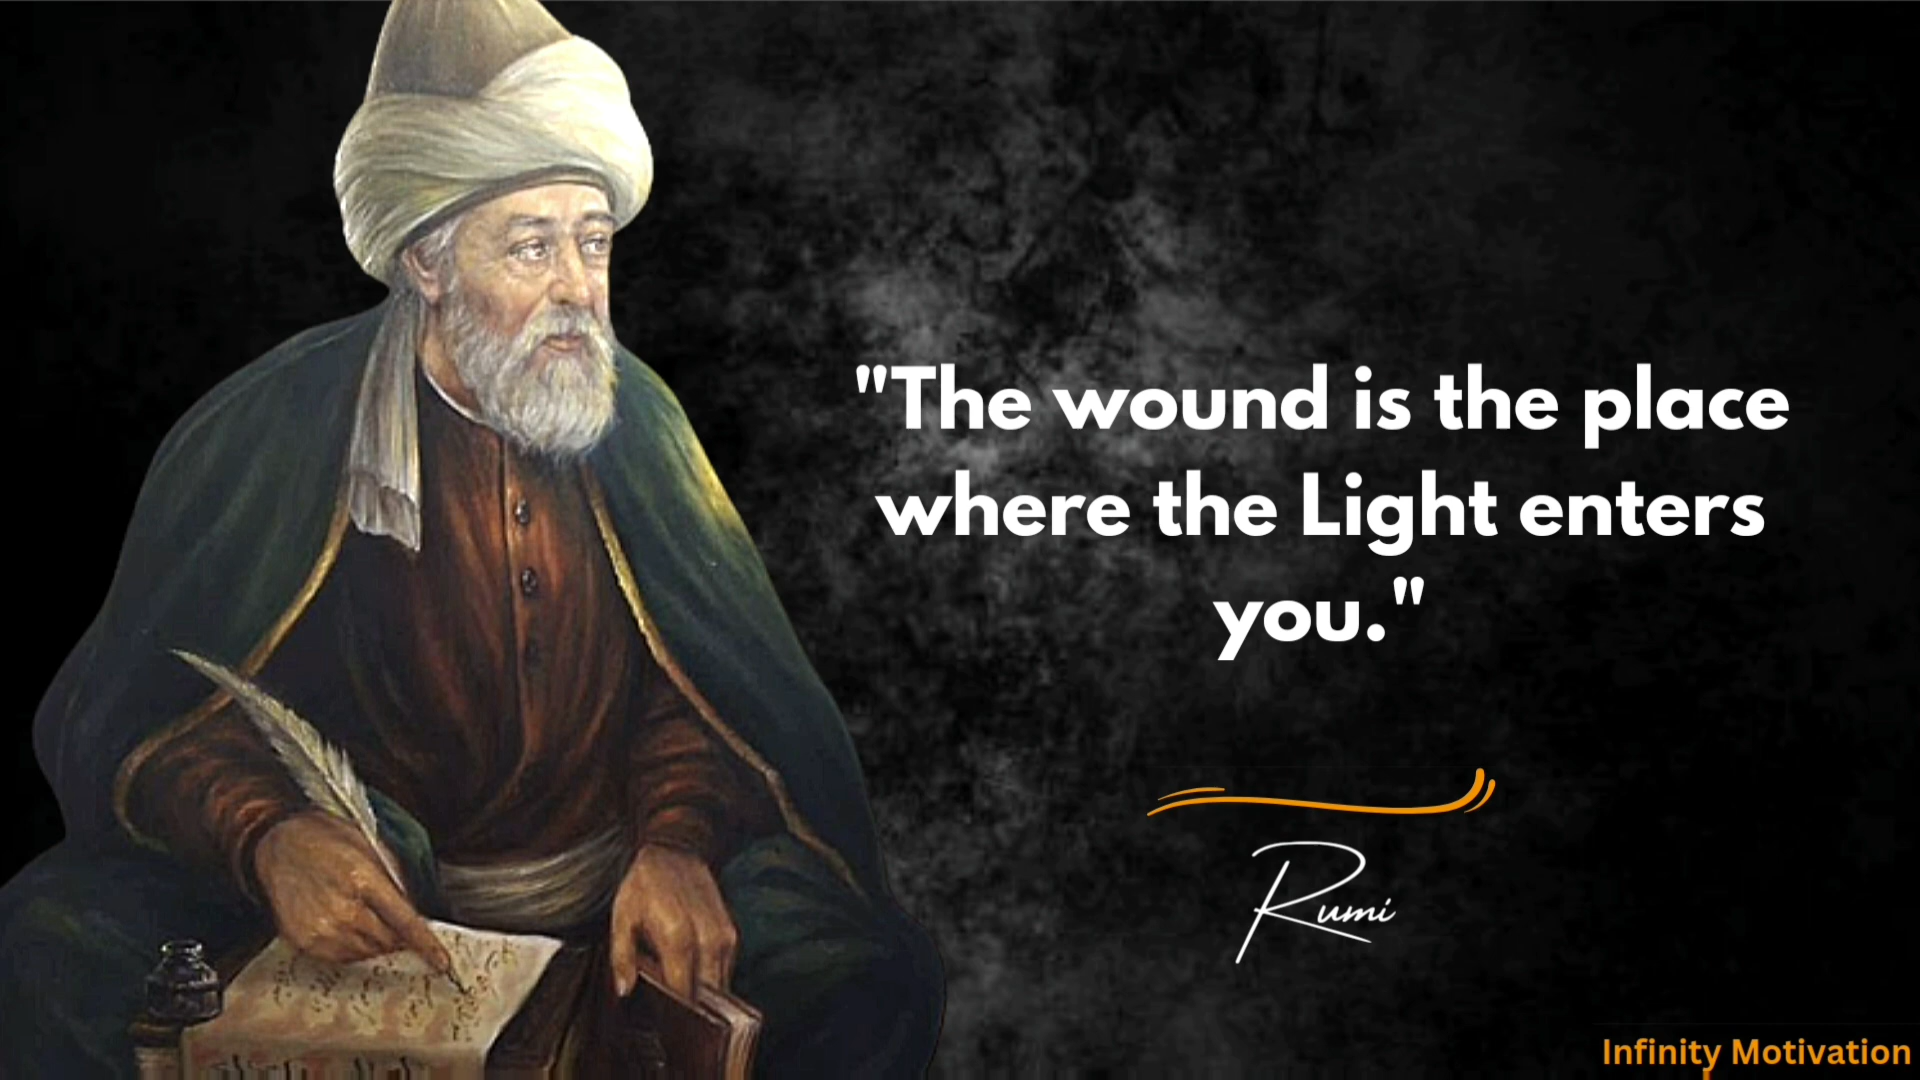 "The wound is the place
where the Light enters
you."
Rumi
Infinity Motivation